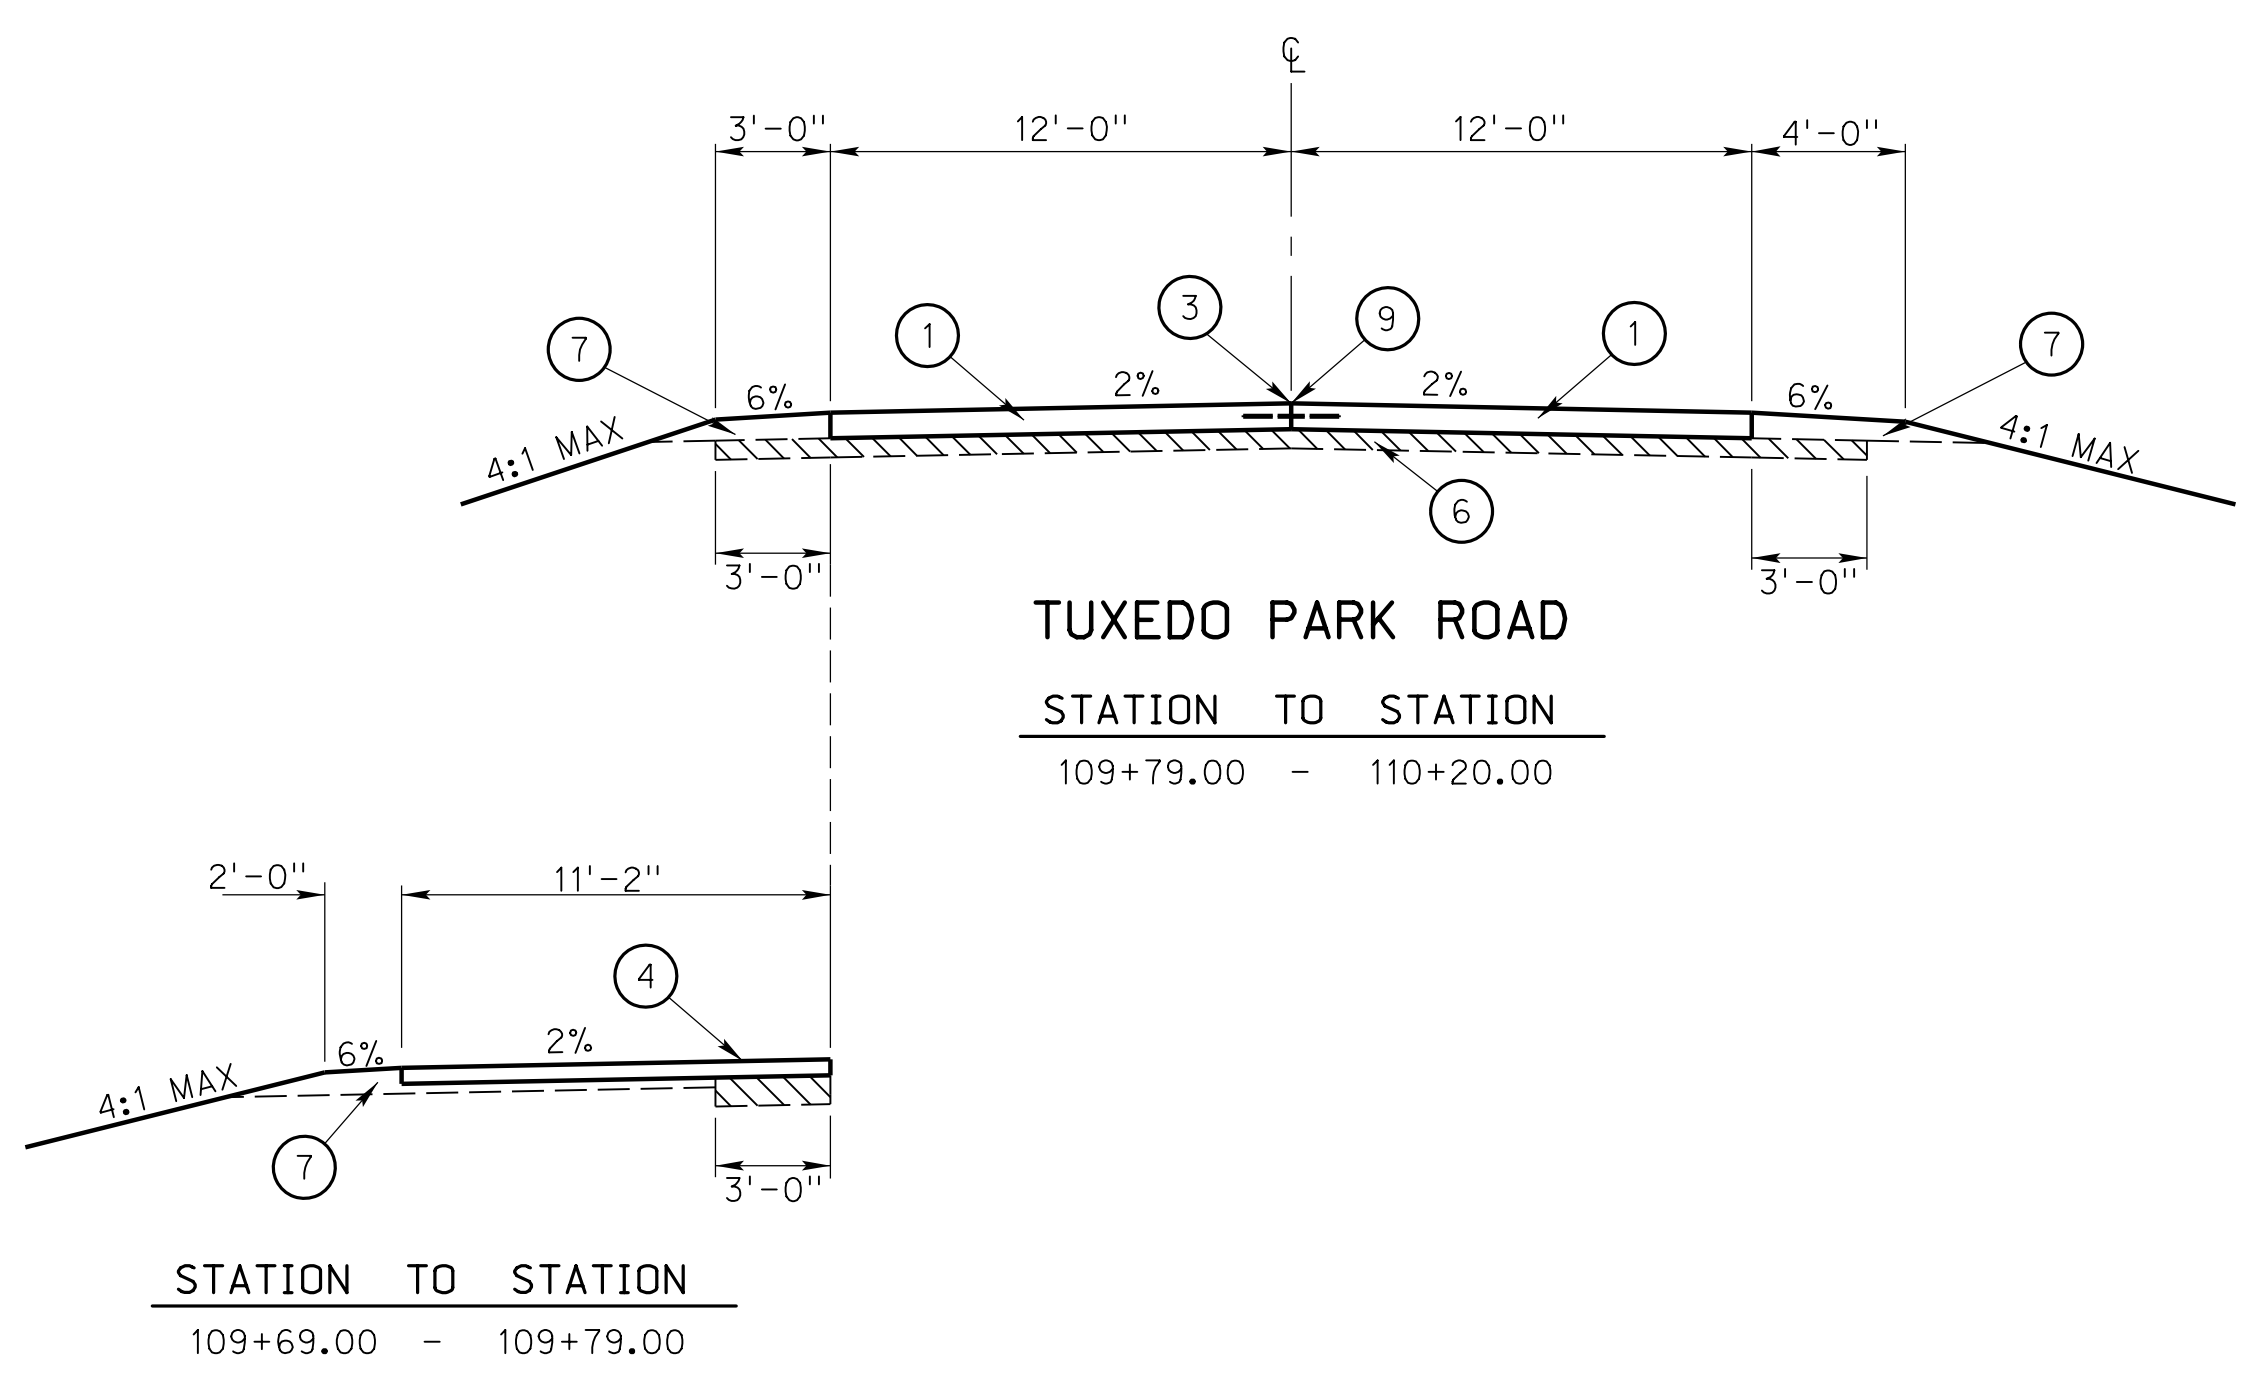 ℄
3'-0" 12'-0" 12'-0" 4'-0"
7 1 3 9 1 7
6% 2% 2% 6%
4:1 MAX 4:1 MAX
6
3'-0" 3'-0"
TUXEDO PARK ROAD
STATION TO STATION
109+79.00 - 110+20.00
2'-0" 11'-2"
4
4:1 MAX 6% 2%
7
3'-0"
STATION TO STATION
109+69.00 - 109+79.00